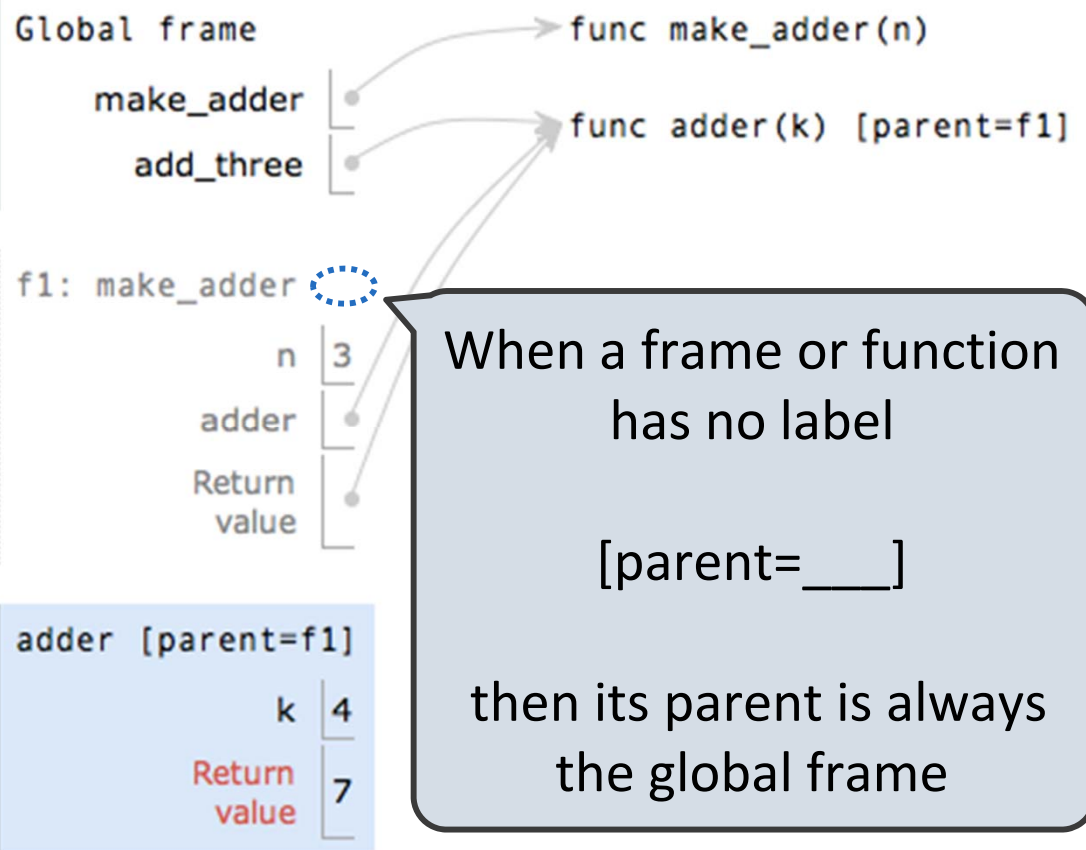 Global frame
func make_adder(n)
make_adder
func adder(k) [parent=f1]
add_three
f1: make_adder
n 3
adder
Return
value
When a frame or function
has no label
[parent=___]
then its parent is always
the global frame
adder [parent=f1]
k 4
Return
value 7